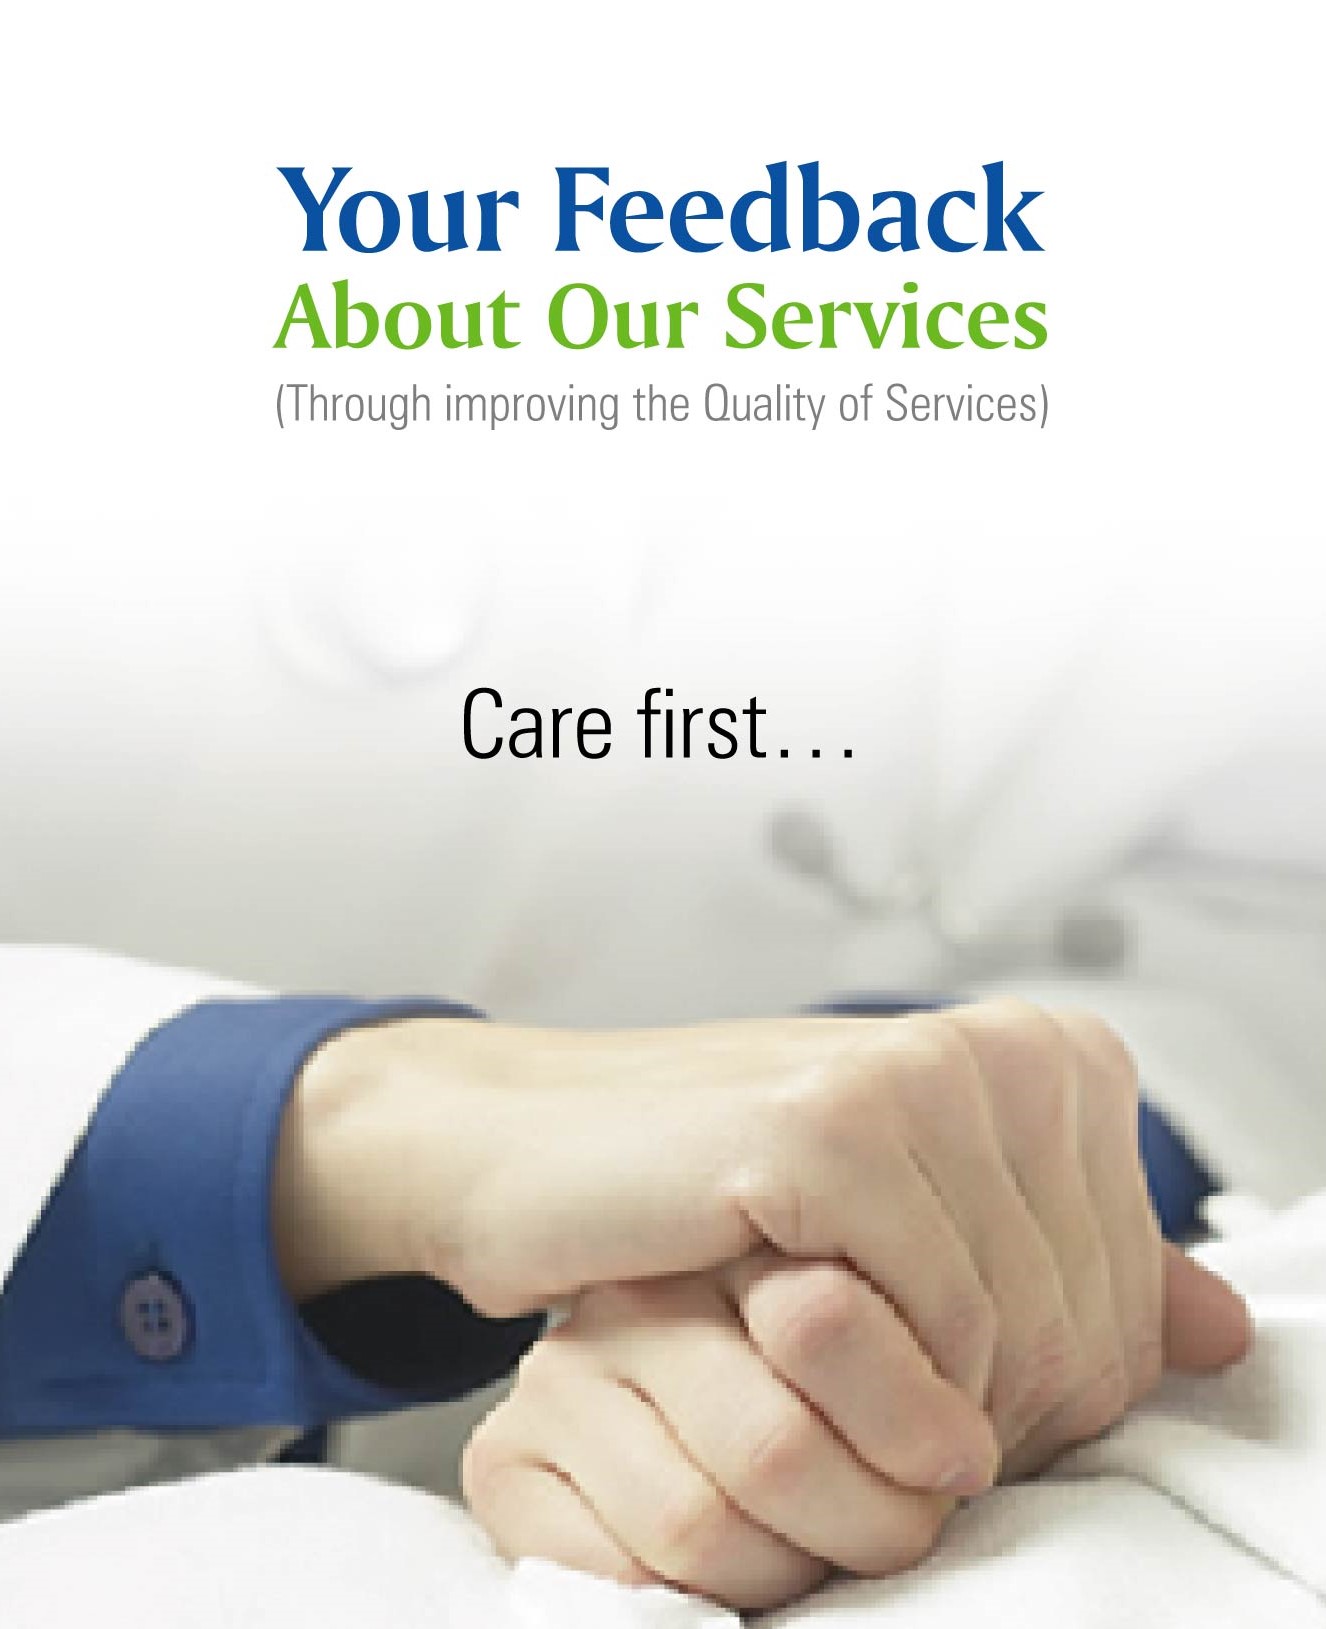 Your Feedback
About Our Services
(Through improving the Quality of Services)
Care first...